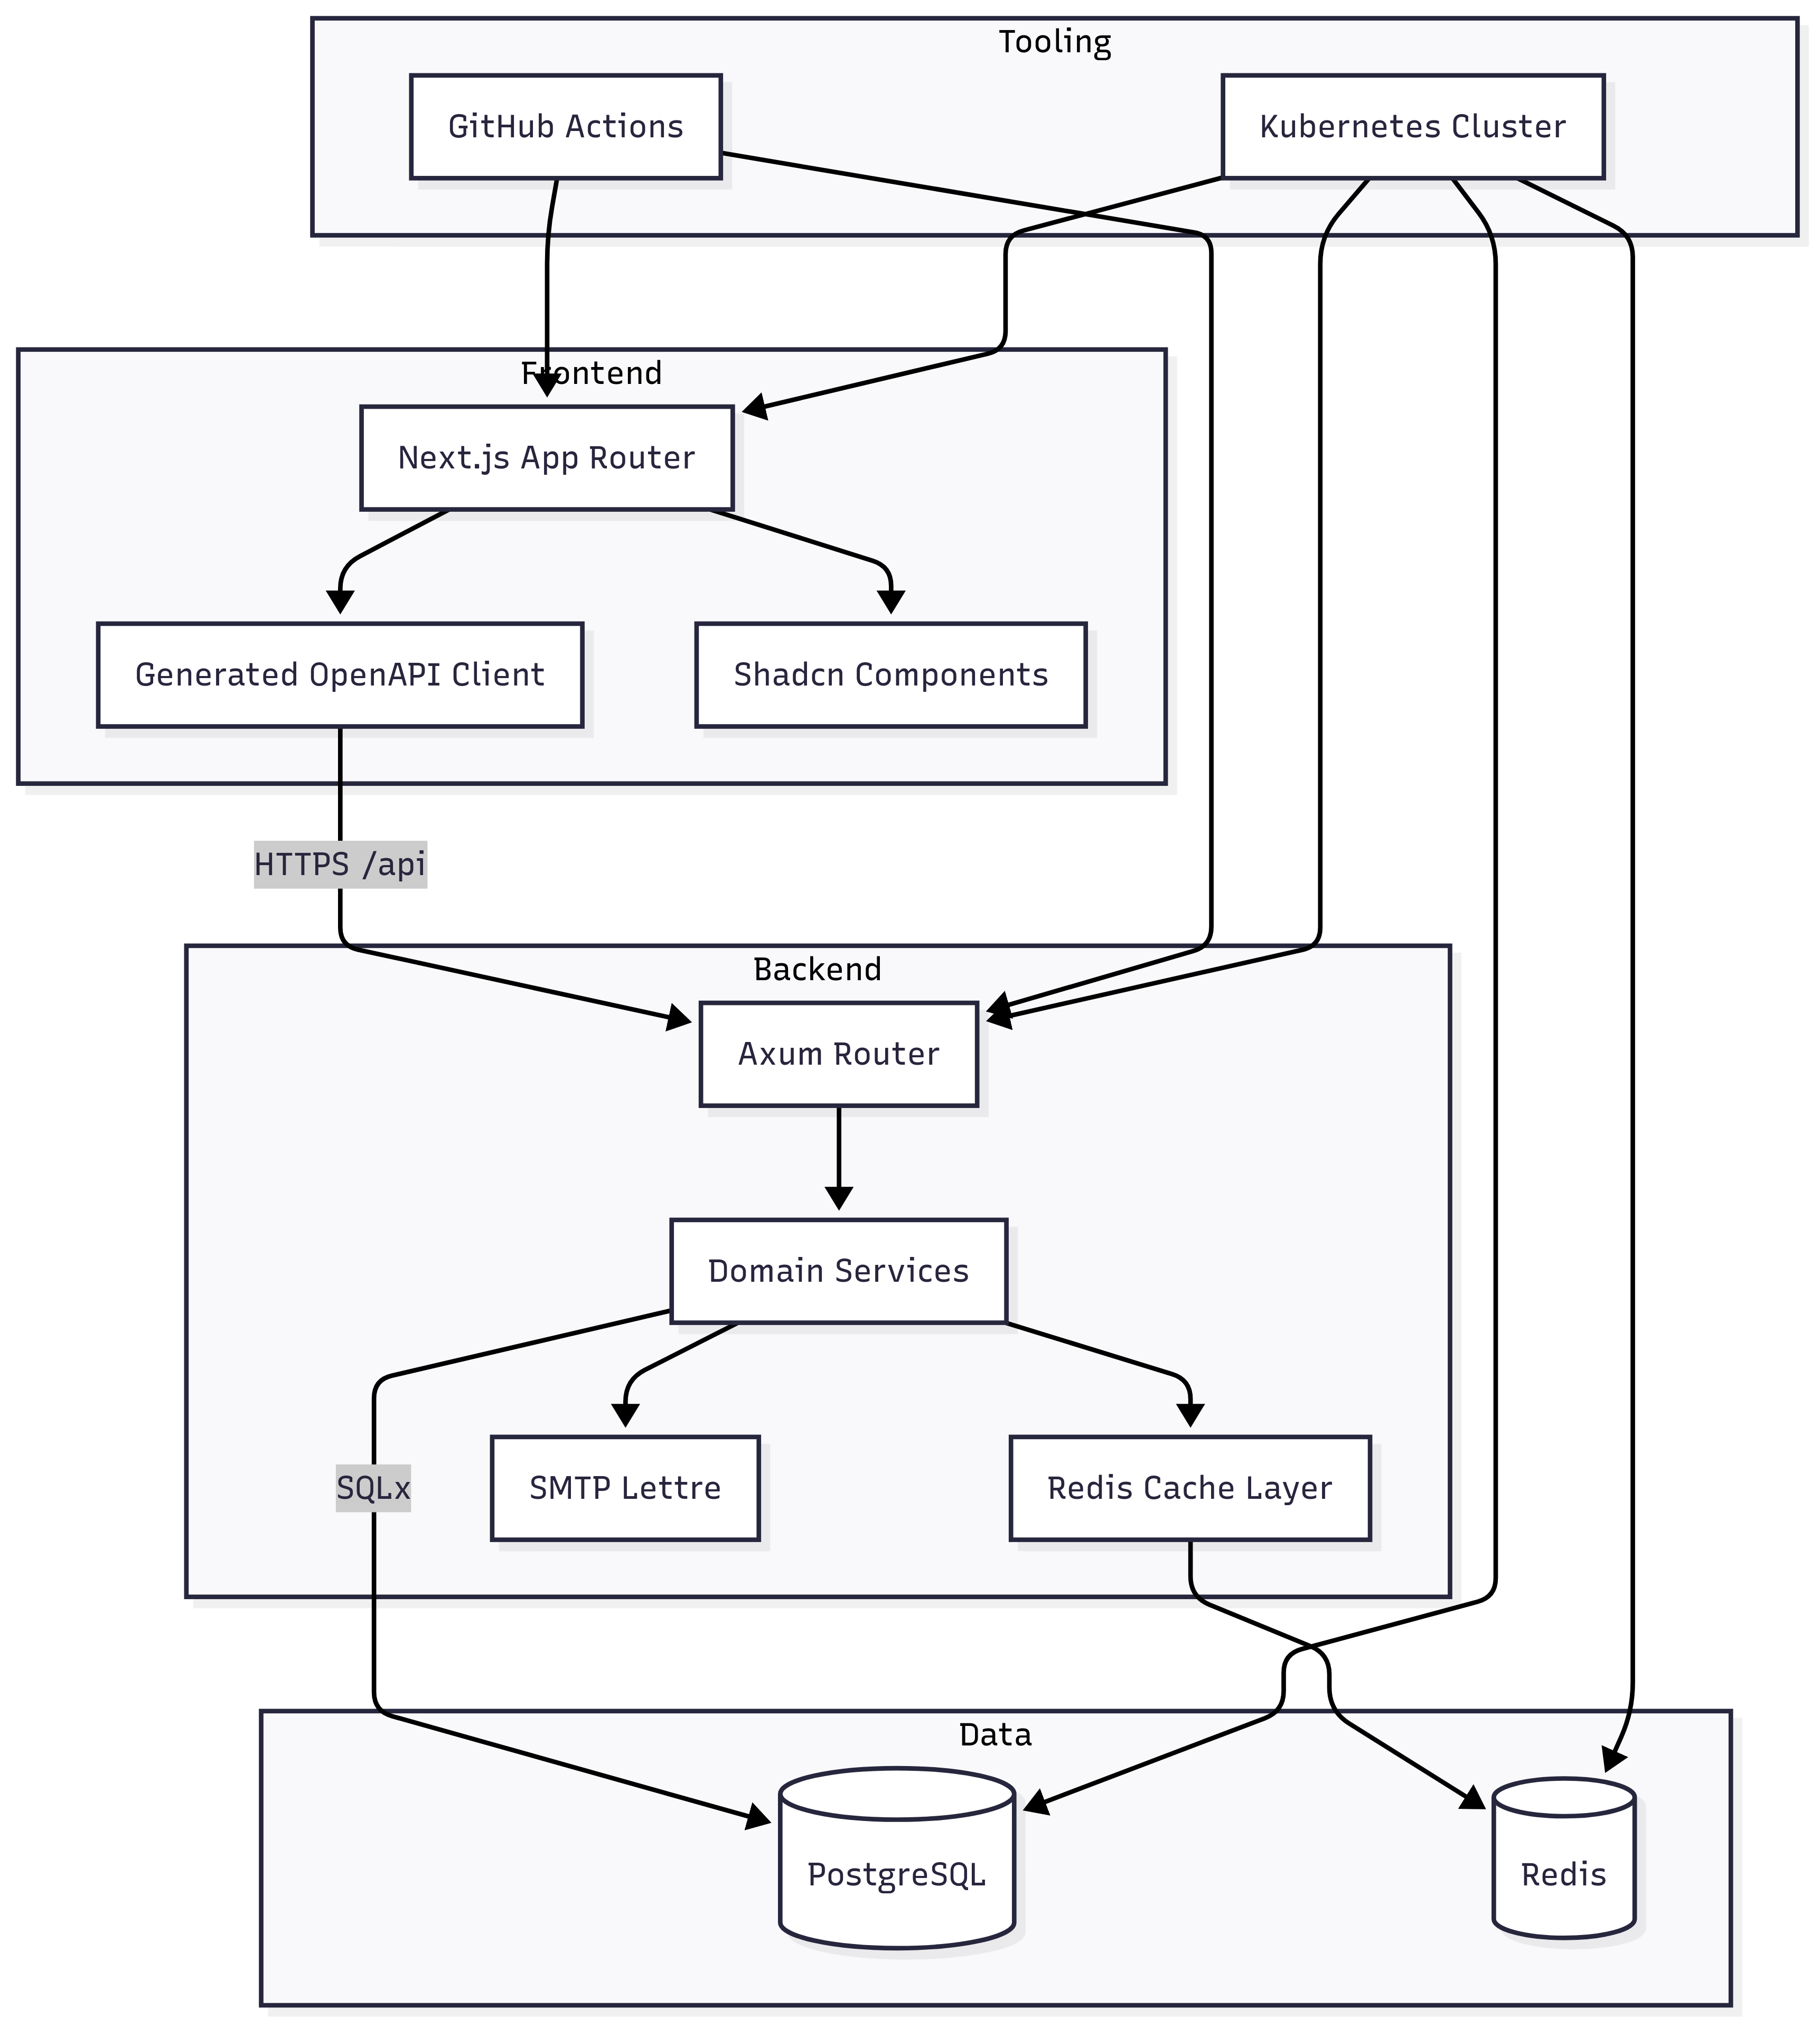 Tooling
GitHub Actions
Kubernetes Cluster
Frontend
Next.js App Router
Generated OpenAPI Client
Shadcn Components
HTTPS /api
Backend
Axum Router
Domain Services
SQLx
SMTP Lettre
Redis Cache Layer
Data
PostgreSQL
Redis